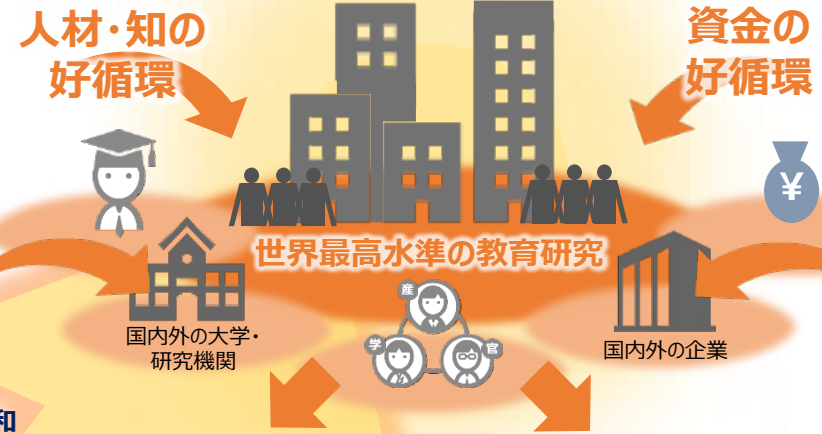 人材・知の
好循環
資金の
好循環
¥
世界最高水準の教育研究
産
学
官
国内外の大学・
研究機関
国内外の企業
和